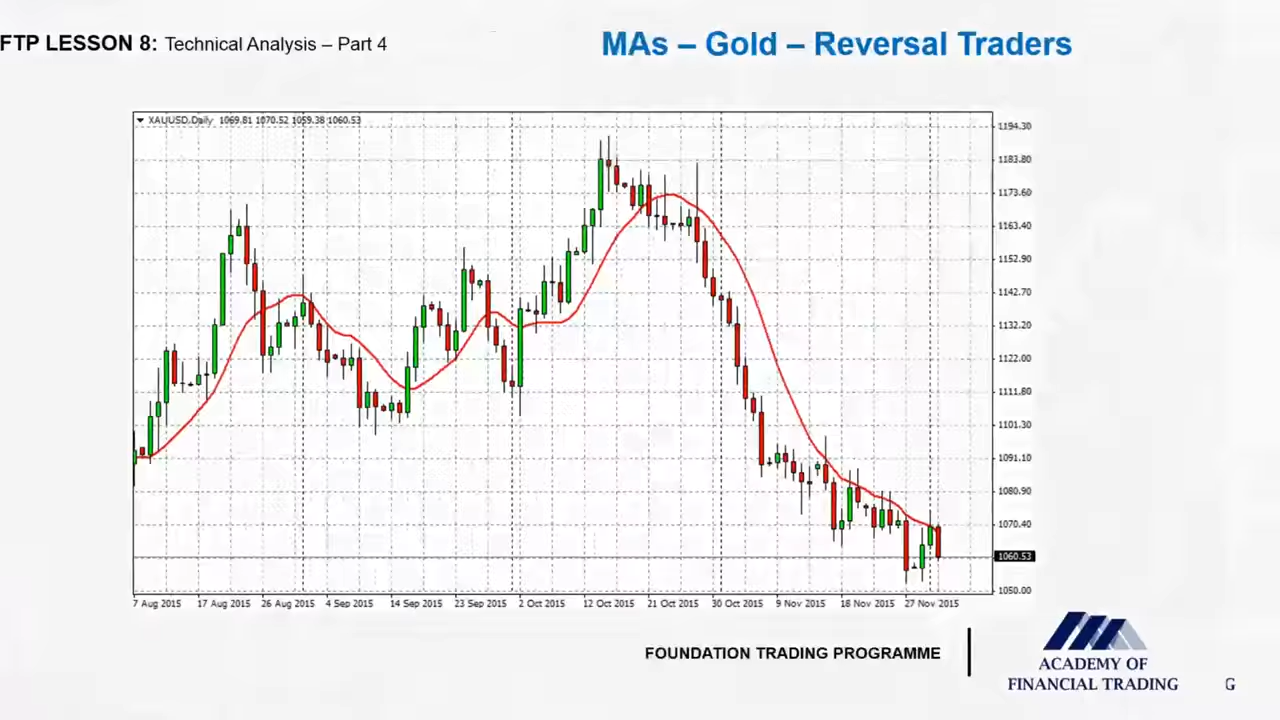 FTP LESSON 8: Technical Analysis – Part 4
MAs – Gold – Reversal Traders
XAUUSD,Daily 1069.81 1070.52 1059.38 1060.53
1194.30
1183.80
1173.60
1163.40
1152.90
1142.70
1132.20
1122.00
1111.80
1101.30
1091.10
1080.90
1070.40
1060.53
1050.00
7 Aug 2015 17 Aug 2015 26 Aug 2015 4 Sep 2015 14 Sep 2015 23 Sep 2015 2 Oct 2015 12 Oct 2015 21 Oct 2015 30 Oct 2015 9 Nov 2015 18 Nov 2015 27 Nov 2015
FOUNDATION TRADING PROGRAMME
ACADEMY OF
FINANCIAL TRADING
G